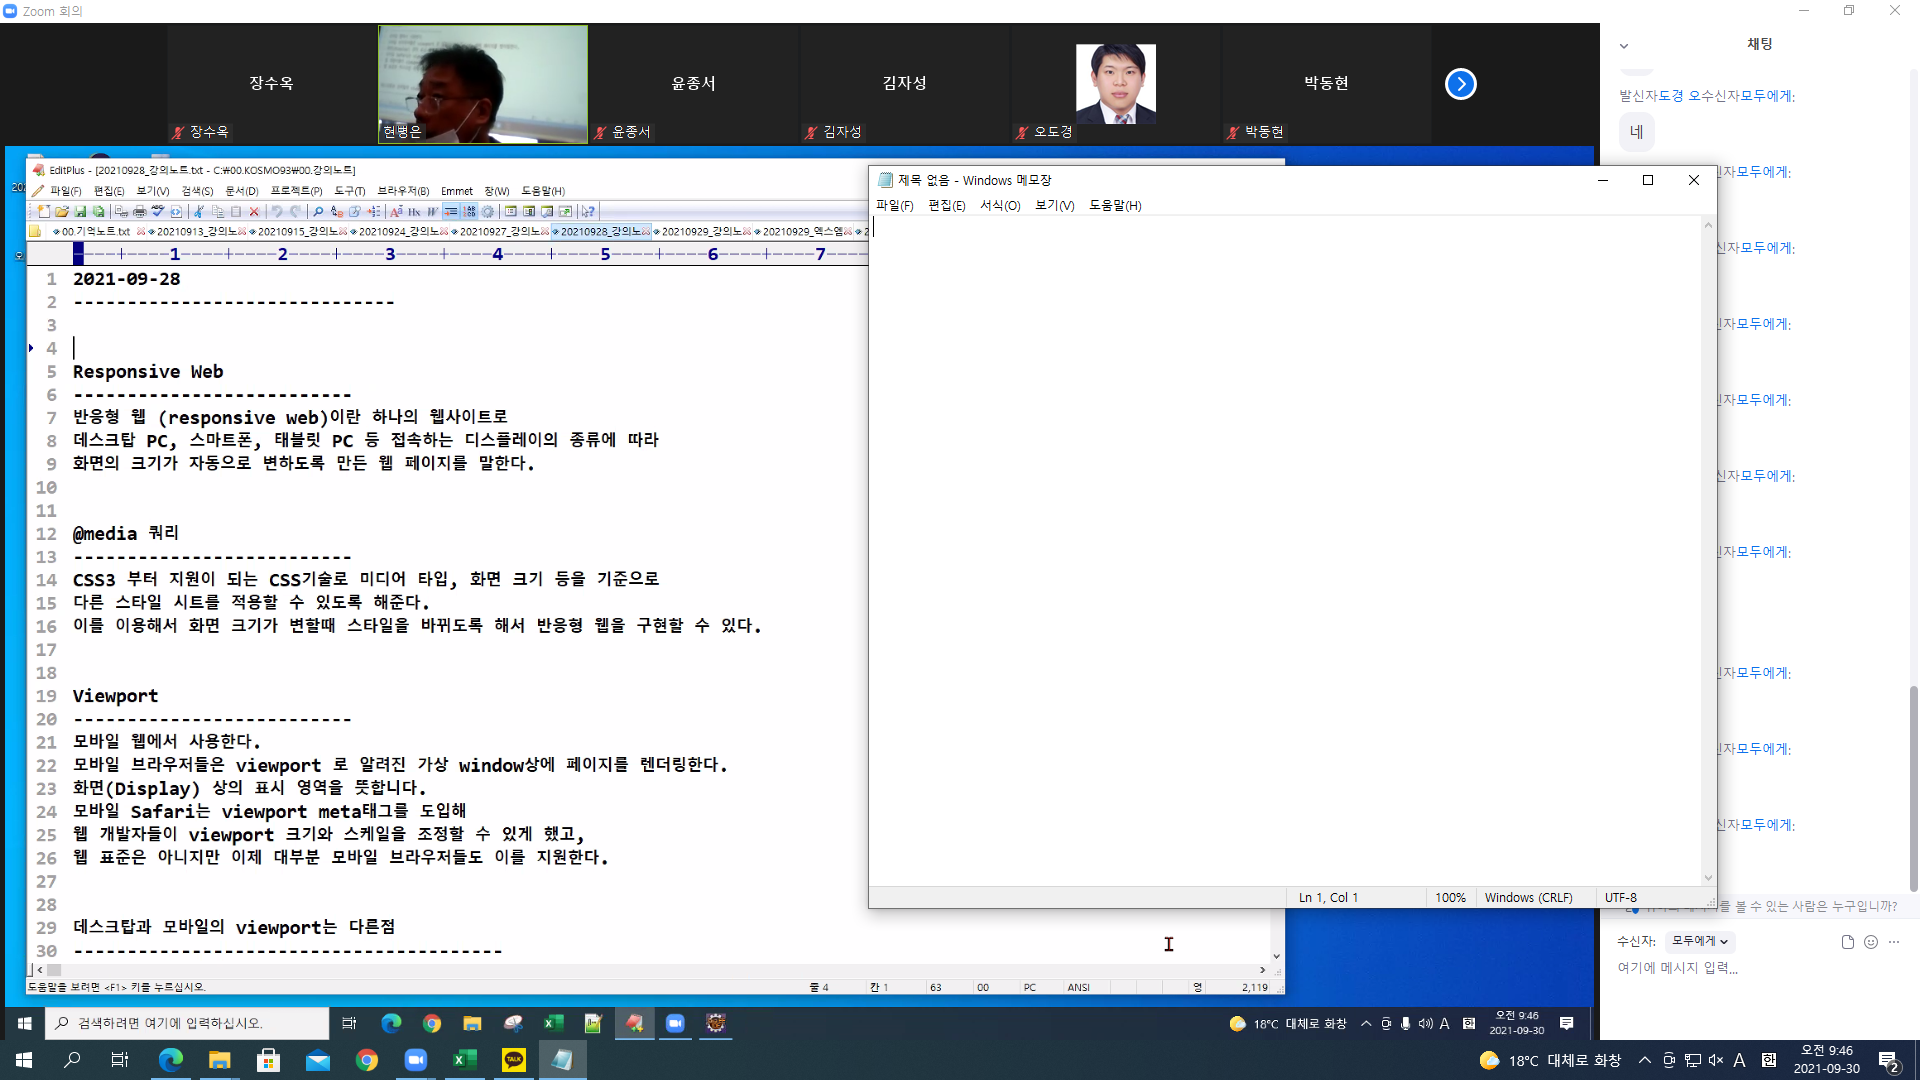 Zoom 회의
장수옥
윤종서
김자성
박동현
장수옥
현병은
윤종서
김자성
오도경
박동현
채팅
발신자도경 오수신자모두에게:
네
신자모두에게:
신자모두에게:
신자모두에게:
신자모두에게:
신자모두에게:
신자모두에게:
신자모두에게:
신자모두에게:
신자모두에게:
볼 수 있는 사람은 누구입니까?
수신자: 모두에게
여기에 메시지 입력...
EditPlus - [20210928_강의노트.txt - C:₩00.KOSMO93₩00.강의노트]
파일(F) 편집(E) 보기(V) 검색(S) 문서(D) 프로젝트(P) 도구(T) 브라우저(B) Emmet 창(W) 도움말(H)
00.기억노트.txt 20210913_강의노 20210915_강의노 20210924_강의노 20210927_강의노 20210928_강의노 20210929_강의노 20210929_엑스엠 2
----+----1----+----2----+----3----+----4----+----5----+----6----+----7----
1 2021-09-28
2 ------------------------------
3
4
5 Responsive Web
6 --------------------------
7 반응형 웹 (responsive web)이란 하나의 웹사이트로
8 데스크탑 PC, 스마트폰, 태블릿 PC 등 접속하는 디스플레이의 종류에 따라
9 화면의 크기가 자동으로 변하도록 만든 웹 페이지를 말한다.
10
11
12 @media 쿼리
13 --------------------------
14 CSS3 부터 지원이 되는 CSS기술로 미디어 타입, 화면 크기 등을 기준으로
15 다른 스타일 시트를 적용할 수 있도록 해준다.
16 이를 이용해서 화면 크기가 변할때 스타일을 바뀌도록 해서 반응형 웹을 구현할 수 있다.
17
18
19 Viewport
20 --------------------------
21 모바일 웹에서 사용한다.
22 모바일 브라우저들은 viewport 로 알려진 가상 window상에 페이지를 렌더링한다.
23 화면(Display) 상의 표시 영역을 뜻합니다.
24 모바일 Safari는 viewport meta태그를 도입해
25 웹 개발자들이 viewport 크기와 스케일을 조정할 수 있게 했고,
26 웹 표준은 아니지만 이제 대부분 모바일 브라우저들도 이를 지원한다.
27
28
29 데스크탑과 모바일의 viewport는 다른점
30 ----------------------------------------
도움말을 보려면 <F1> 키를 누르십시오. 줄 4 칸 1 63 00 PC ANSI 영 2,119
제목 없음 - Windows 메모장
파일(F) 편집(E) 서식(O) 보기(V) 도움말(H)
Ln 1, Col 1 100% Windows (CRLF) UTF-8
검색하려면 여기에 입력하십시오.
18°C 대체로 화창 A 한 오전 9:46
2021-09-30
TALK
18°C 대체로 화창 A 한 오전 9:46
2021-09-30
2